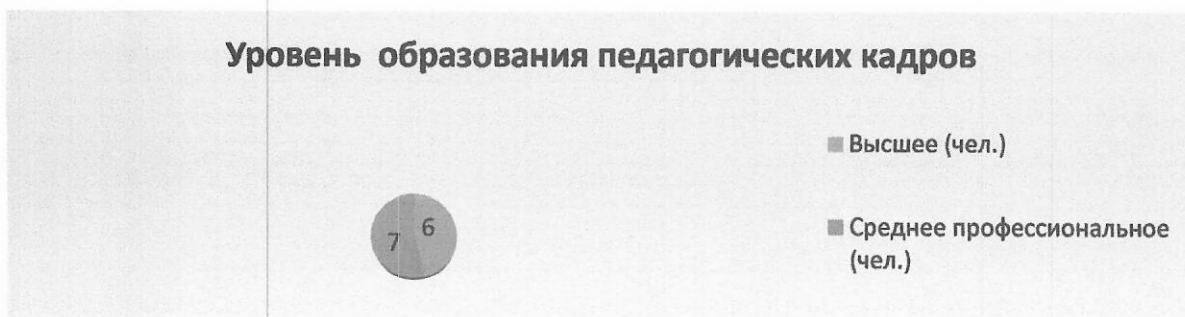 Уровень образования педагогических кадров
Высшее (чел.)
7 6
Среднее профессиональное
(чел.)